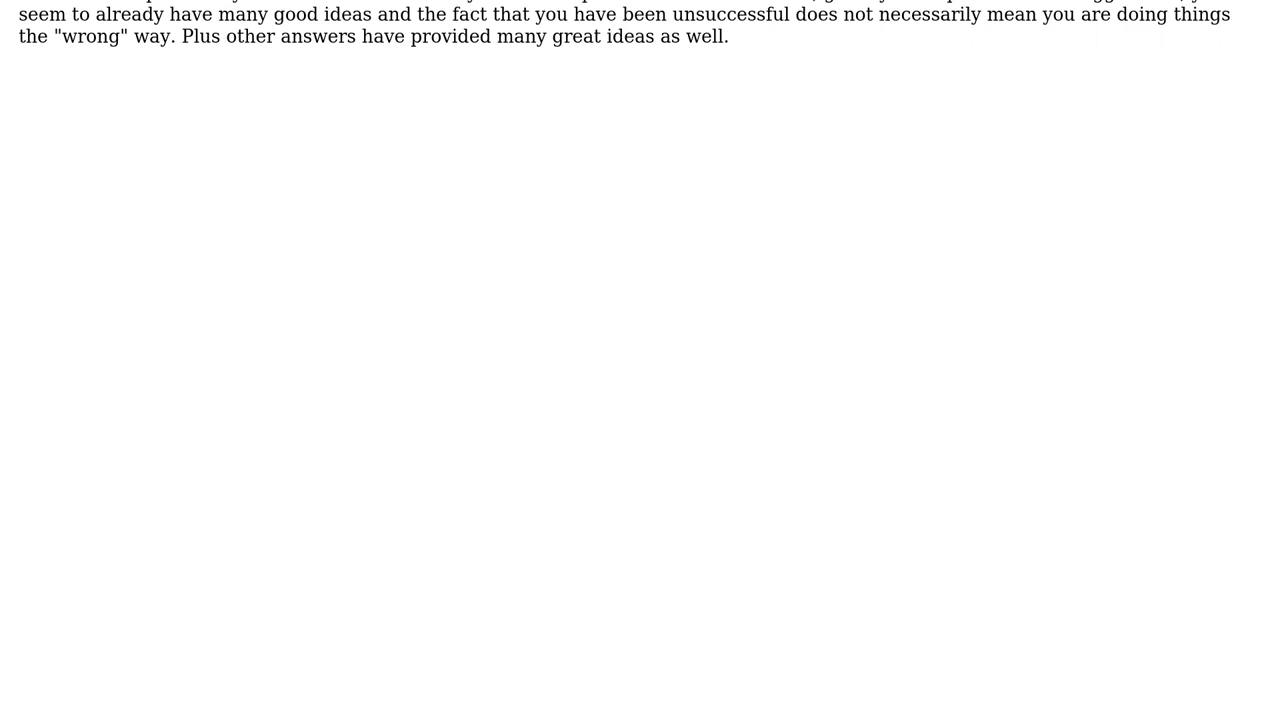 seem to already have many good ideas and the fact that you have been unsuccessful does not necessarily mean you are doing things
the "wrong" way. Plus other answers have provided many great ideas as well.